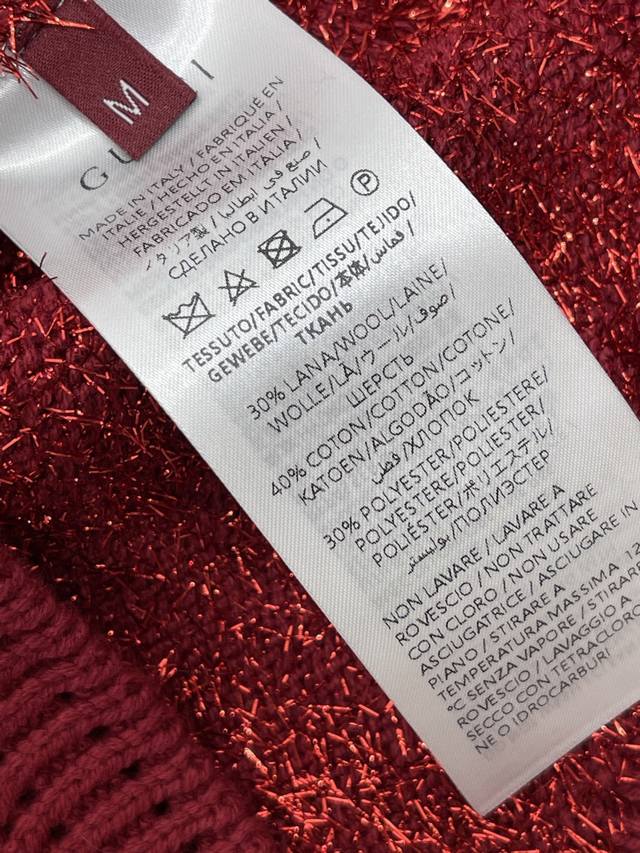 M
GU I
MADE IN ITALY / FABRIQUÉ EN
ITALIE / HECHO EN ITALIA /
HERGESTELLT IN ITALIEN /
FABRICADO EM ITÁLIA /
イタリア製 / صنع في ايطاليا /
СДЕЛАНО В ИТАЛИИ
P
TESSUTO/FABRIC/TISSU/TEJIDO/
GEWEBE/TECIDO/本体/قماس/
ТКАНЬ
30% LANA/WOOL/LAINE/
WOLLE/LÃ/ウール/صوف/
ШЕРСТЬ
40% COTON/COTTON/COTONE/
KATOEN/ALGODÃO/コットン/
قطن/ХЛОПОК
30% POLYESTER/POLIESTERE/
POLYESTERE/POLYESTER/
POLIÉSTER/ポリエステル/
بوليستر/ПОЛИЭСТЕР
NON LAVARE / LAVARE A
ROVESCIO / NON TRATTARE
CON CLORO / NON USARE
ASCIUGATRICE / ASCIUGARE IN
PIANO / STIRARE A
TEMPERATURA MASSIMA 12
°C SENZA VAPORE / STIRARE
ROVESCIO / LAVAGGIO A
SECCO CON TETRACLORO
NE O IDROCARBURI